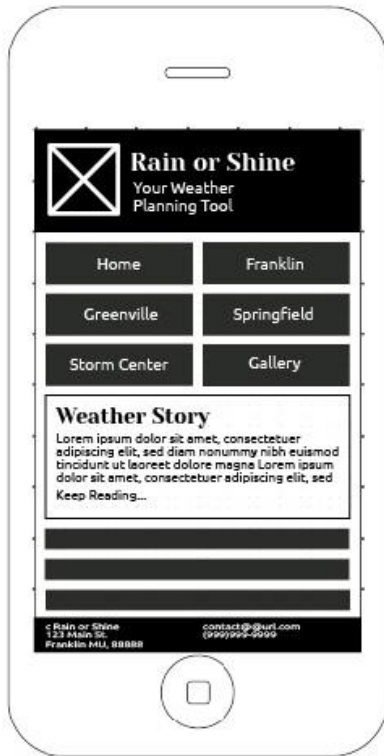 Rain or Shine
Your Weather
Planning Tool
Home
Franklin
Greenville
Springfield
Storm Center
Gallery
Weather Story
Lorem ipsum dolor sit amet, consectetuer
adipiscing elit, sed diam nonummy nibh euismod
tincidunt ut laoreet dolore magna Lorem ipsum
dolor sit amet, consectetuer adipiscing elit, sed
Keep Reading...
c Rain or Shine
123 Main St.
Franklin MU, 88888
contact@@url.com
(999)999-9999